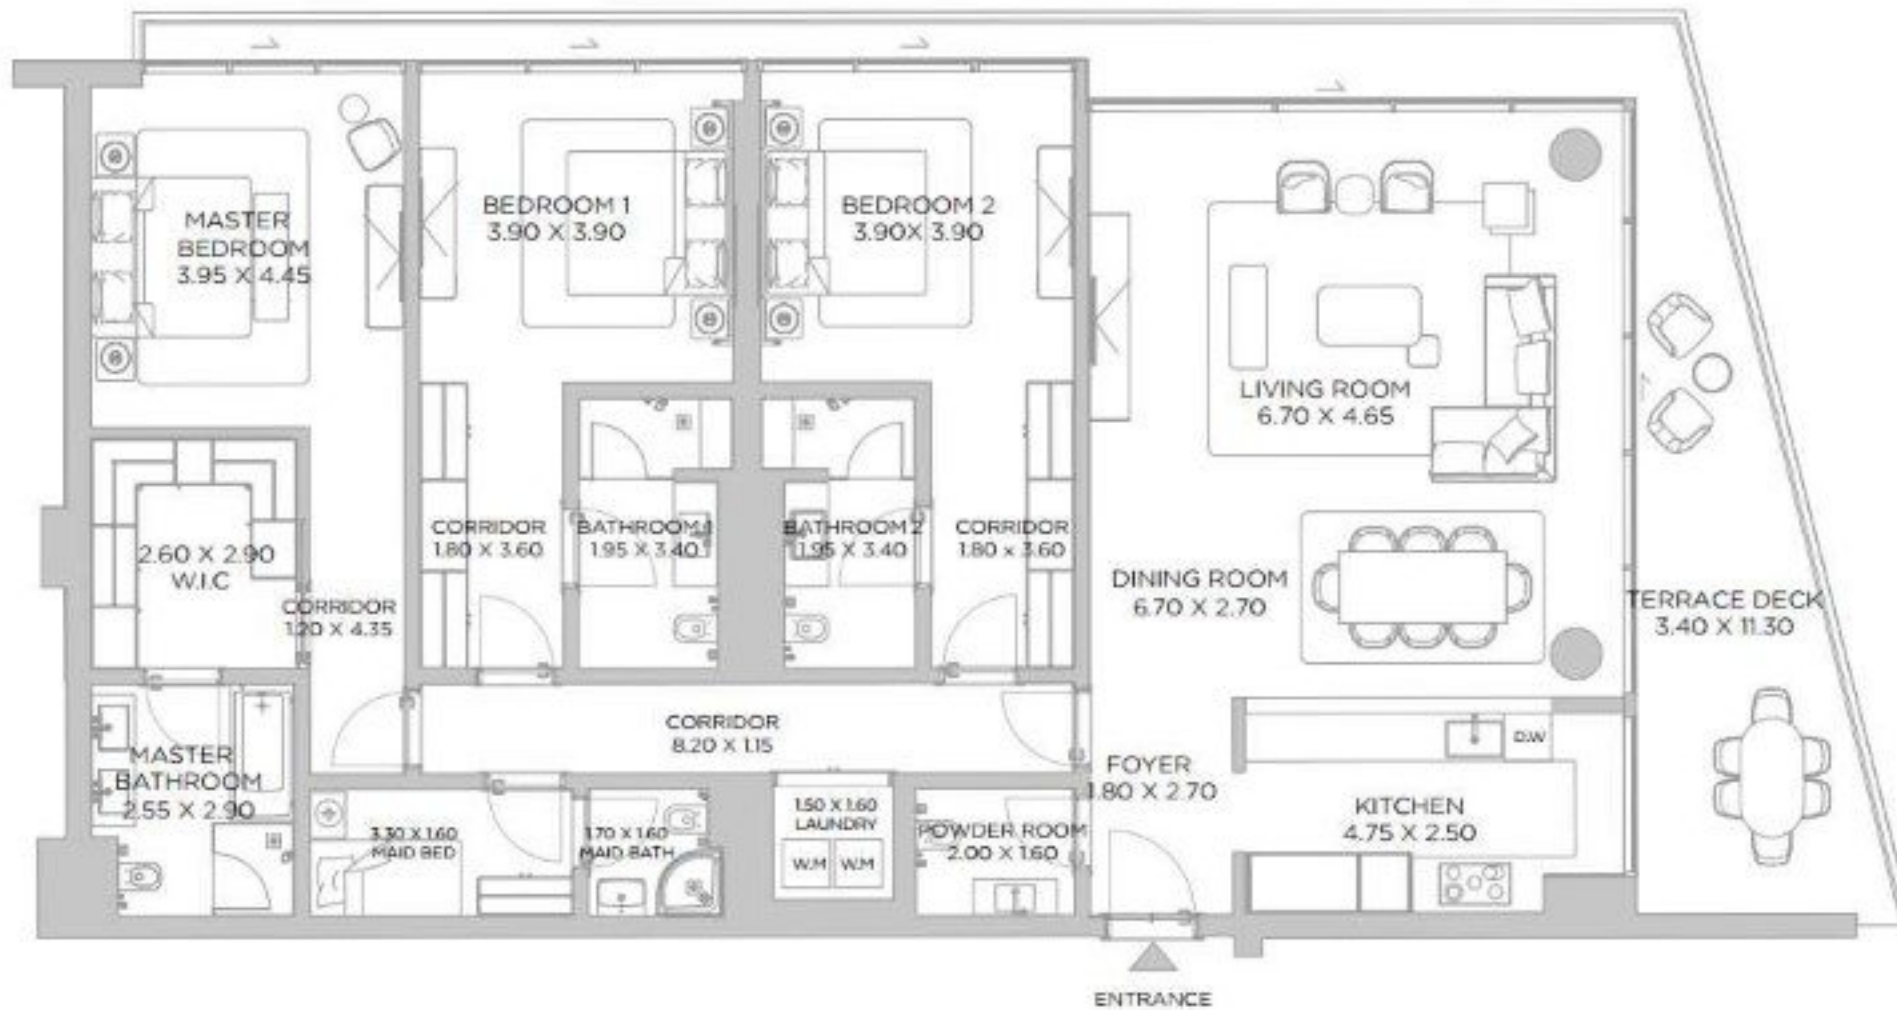 MASTER
BEDROOM
3.95 X 4.45
BEDROOM 1
3.90 X 3.90
BEDROOM 2
3.90X 3.90
LIVING ROOM
6.70 X 4.65
2.60 X 2.90
W.I.C
CORRIDOR
1.20 X 4.35
CORRIDOR
1.80 X 3.60
BATHROOM 1
1.95 X 3.40
BATHROOM 2
1.95 X 3.40
CORRIDOR
1.80 x 3.60
DINING ROOM
6.70 X 2.70
TERRACE DECK
3.40 X 11.30
MASTER
BATHROOM
2.55 X 2.90
CORRIDOR
8.20 X 1.15
FOYER
1.80 X 2.70
D.W
KITCHEN
4.75 X 2.50
3.30 X 1.60
MAID BED
1.70 X 1.60
MAID BATH
1.50 X 1.60
LAUNDRY
W.M W.M
POWDER ROOM
2.00 X 1.60
ENTRANCE